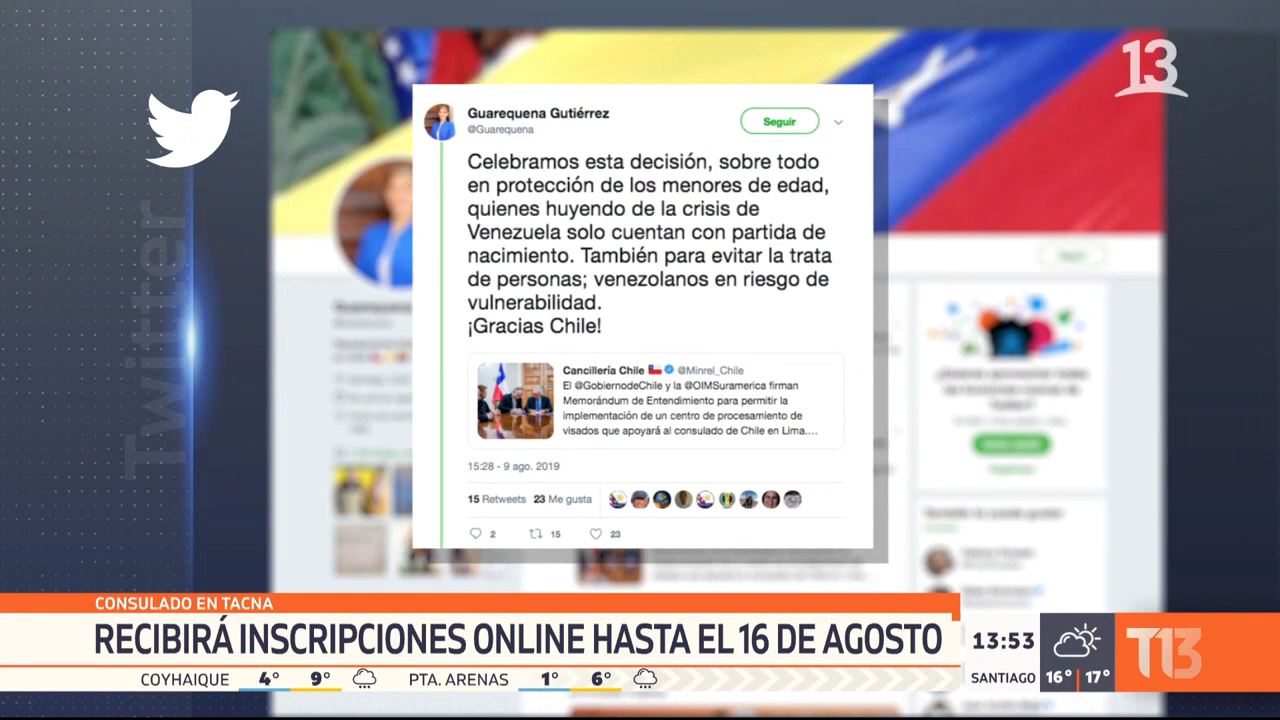 13
Twitter
Guarequena Gutiérrez
@Guarequena
Seguir
Celebramos esta decisión, sobre todo
en protección de los menores de edad,
quienes huyendo de la crisis de
Venezuela solo cuentan con partida de
nacimiento. También para evitar la trata
de personas; venezolanos en riesgo de
vulnerabilidad.
¡Gracias Chile!
Cancillería Chile @Minrel_Chile
El @GobiernodeChile y la @OIMSuramerica firman
Memorándum de Entendimiento para permitir la
implementación de un centro de procesamiento de
visados que apoyará al consulado de Chile en Lima....
15:28 - 9 ago. 2019
15 Retweets 23 Me gusta
2 15 23
CONSULADO EN TACNA
RECIBIRÁ INSCRIPCIONES ONLINE HASTA EL 16 DE AGOSTO
COYHAIQUE 4° 9° PTA. ARENAS 1° 6°
13:53
SANTIAGO 16° 17°
T13